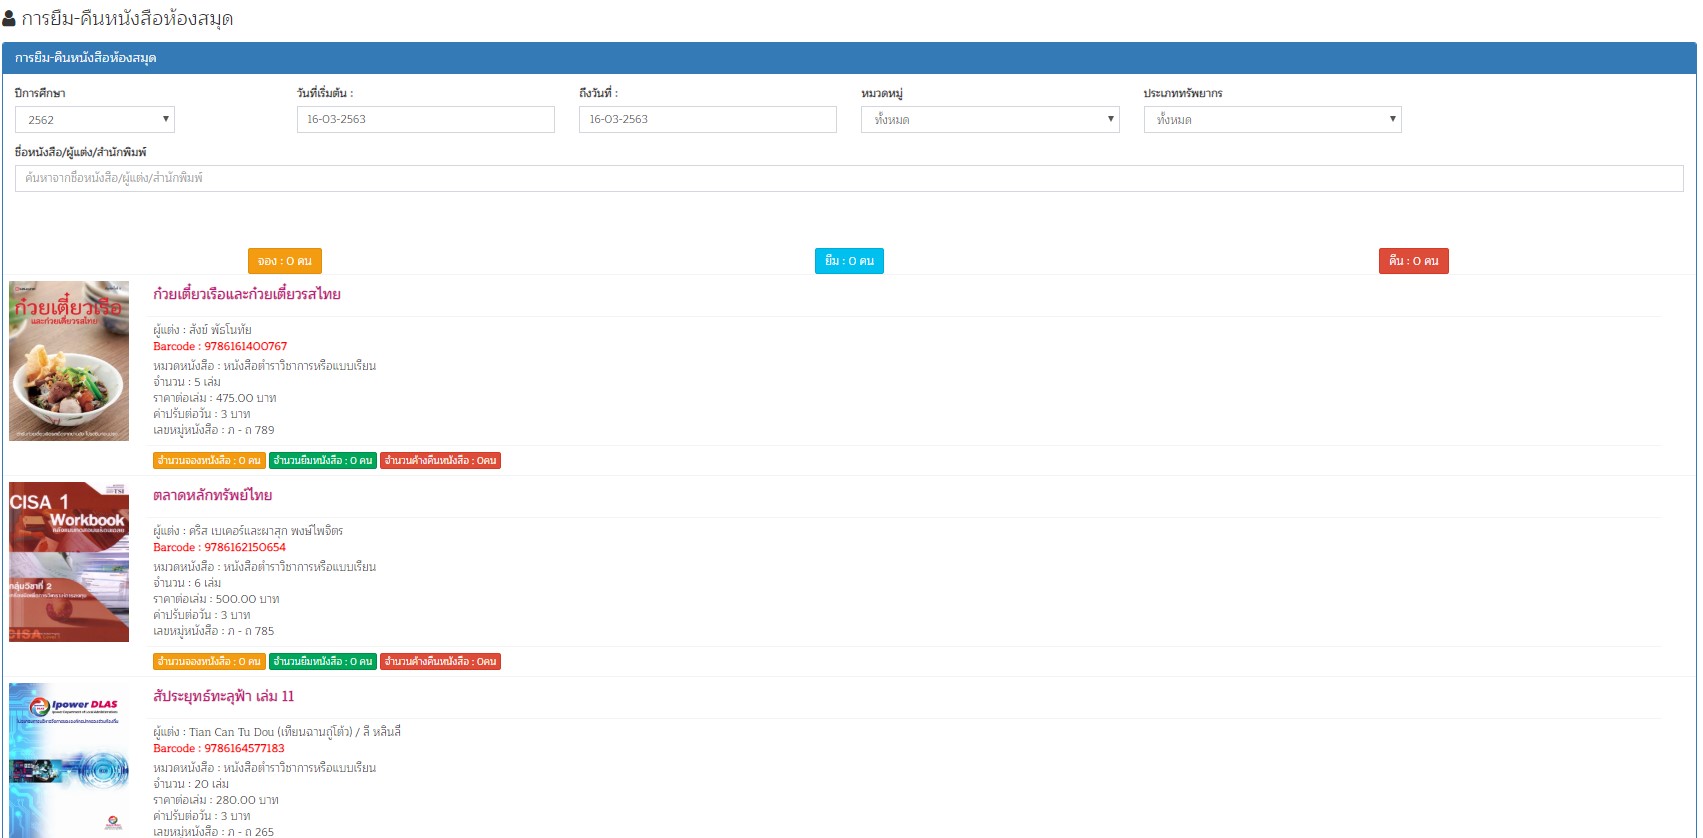 การยืม-คืนหนังสือห้องสมุด
การยืม-คืนหนังสือห้องสมุด
ปีการศึกษา
วันที่เริ่มต้น :
ถึงวันที่ :
หมวดหมู่
ประเภททรัพยากร
2562
16-03-2563
16-03-2563
ทั้งหมด
ทั้งหมด
ชื่อหนังสือ/ผู้แต่ง/สำนักพิมพ์
ค้นหาจากชื่อหนังสือ/ผู้แต่ง/สำนักพิมพ์
จอง : 0 คน
ยืม : 0 คน
คืน : 0 คน
ก๋วยเตี๋ยวเรือ
และก๋วยเตี๋ยวรสไทย
ก๋วยเตี๋ยวเรือและก๋วยเตี๋ยวรสไทย
ผู้แต่ง : สังข์ พัธโนทัย
Barcode : 9786161400767
หมวดหนังสือ : หนังสือตำราวิชาการหรือแบบเรียน
จำนวน : 5 เล่ม
ราคาต่อเล่ม : 475.00 บาท
ค่าปรับต่อวัน : 3 บาท
เลขหมู่หนังสือ : ภ - ถ 789
จำนวนจองหนังสือ : 0 คน
จำนวนยืมหนังสือ : 0 คน
จำนวนค้างคืนหนังสือ : 0คน
TSI
CISA 1
Workbook
กลุ่มวิชาที่ 2
CISA
ตลาดหลักทรัพย์ไทย
ผู้แต่ง : คริส เบเคอร์และผาสุก พงษ์ไพจิตร
Barcode : 9786162150654
หมวดหนังสือ : หนังสือตำราวิชาการหรือแบบเรียน
จำนวน : 6 เล่ม
ราคาต่อเล่ม : 500.00 บาท
ค่าปรับต่อวัน : 3 บาท
เลขหมู่หนังสือ : ภ - ถ 785
จำนวนจองหนังสือ : 0 คน
จำนวนยืมหนังสือ : 0 คน
จำนวนค้างคืนหนังสือ : 0คน
Ipower DLAS
สัประยุทธ์ทะลุฟ้า เล่ม 11
ผู้แต่ง : Tian Can Tu Dou (เทียนฉานถู่โต้ว) / ลี หลินลี่
Barcode : 9786164577183
หมวดหนังสือ : หนังสือตำราวิชาการหรือแบบเรียน
จำนวน : 20 เล่ม
ราคาต่อเล่ม : 280.00 บาท
ค่าปรับต่อวัน : 3 บาท
เลขหมู่หนังสือ : ภ - ถ 265